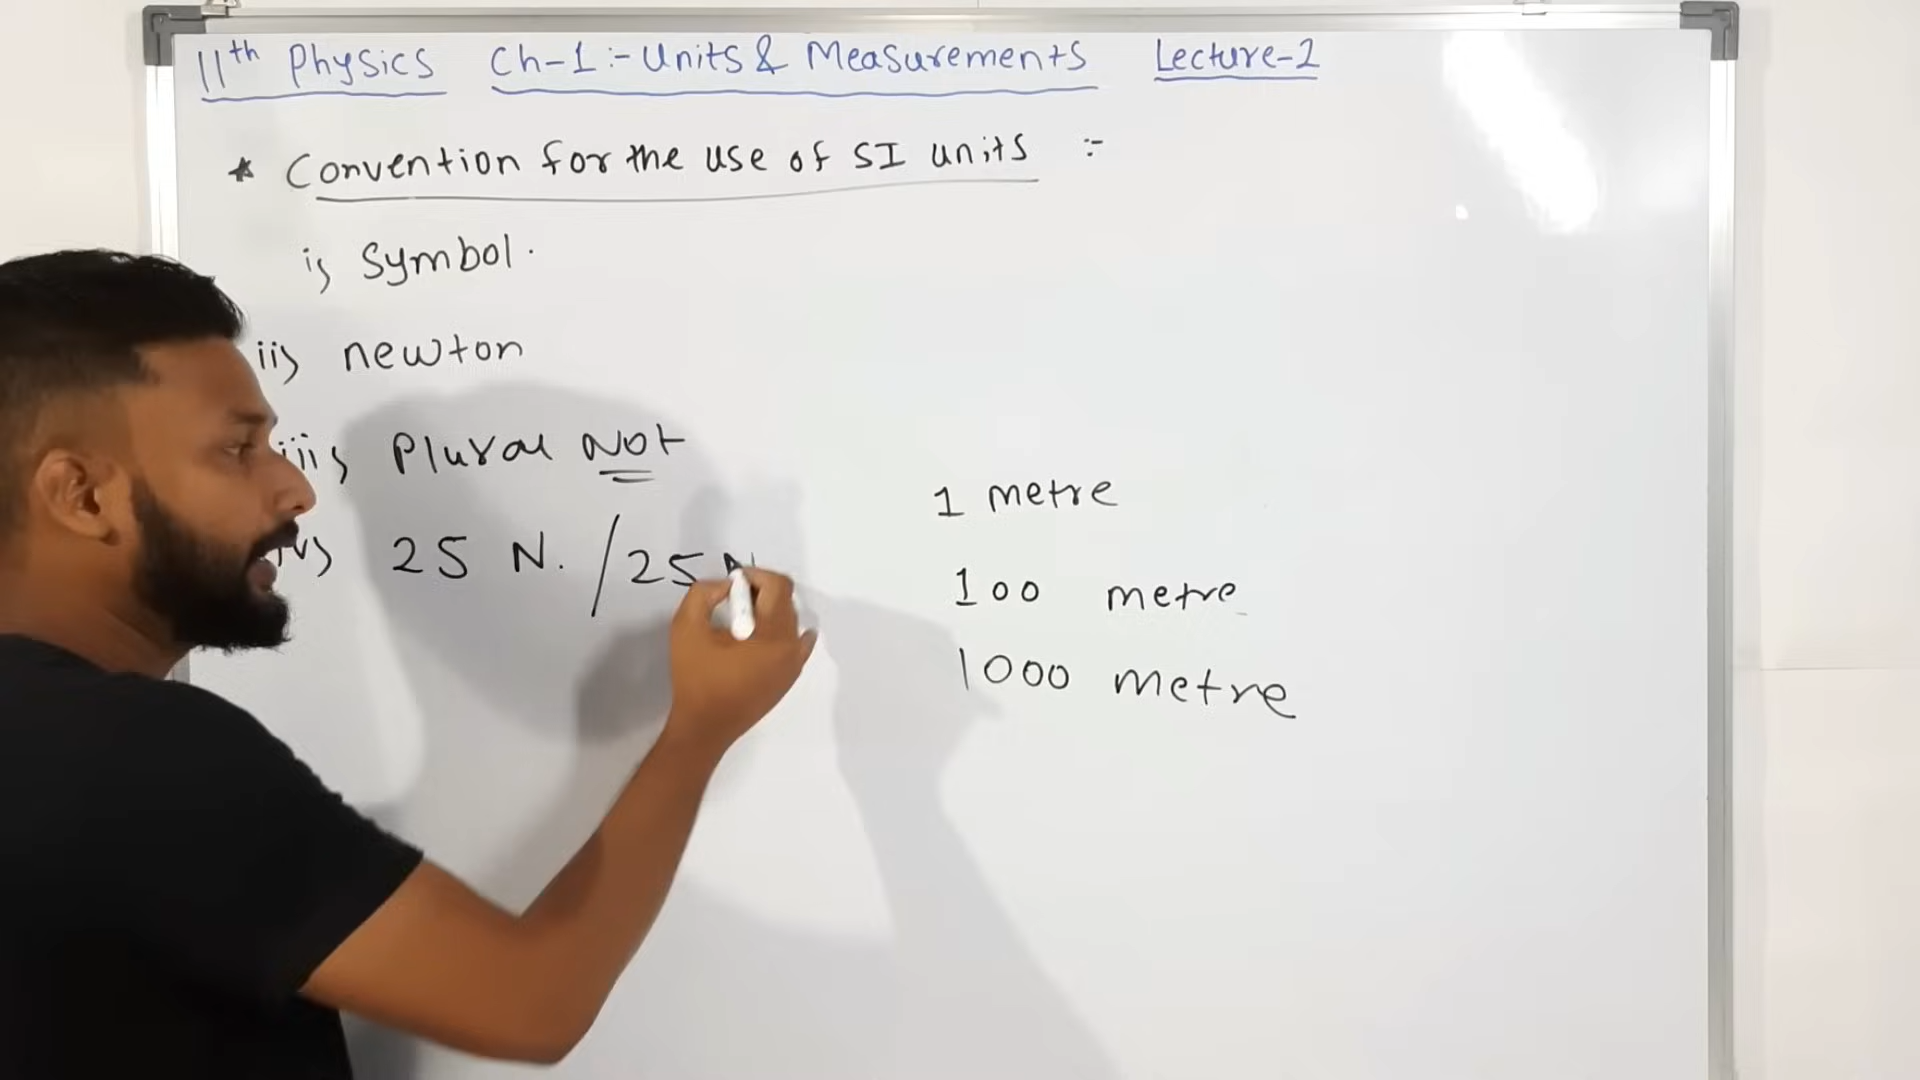 11th Physics Ch-1:- Units & Measurements Lecture-2
* Convention for the use of SI units :-
i) Symbol.
ii) newton
iii) Plural Not
iv) 25 N. / 25 N
1 metre
100 metre
1000 metre